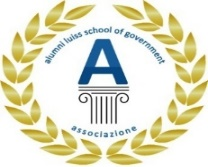 alumni luiss school of government
A
associazione